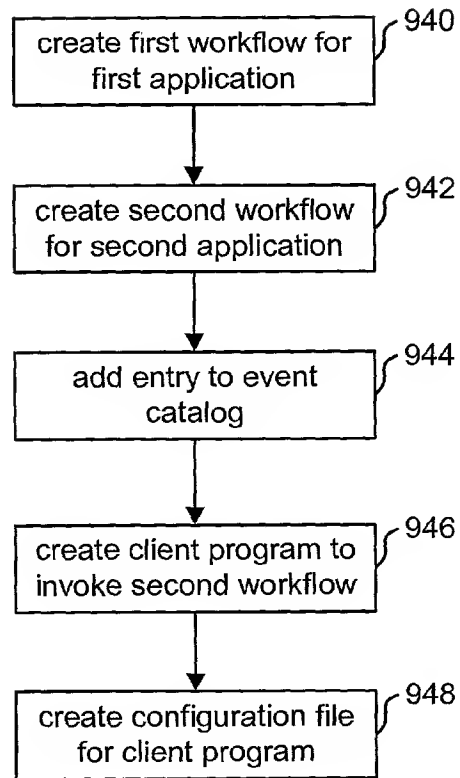 940
create first workflow for
first application
942
create second workflow
for second application
944
add entry to event
catalog
946
create client program to
invoke second workflow
948
create configuration file
for client program